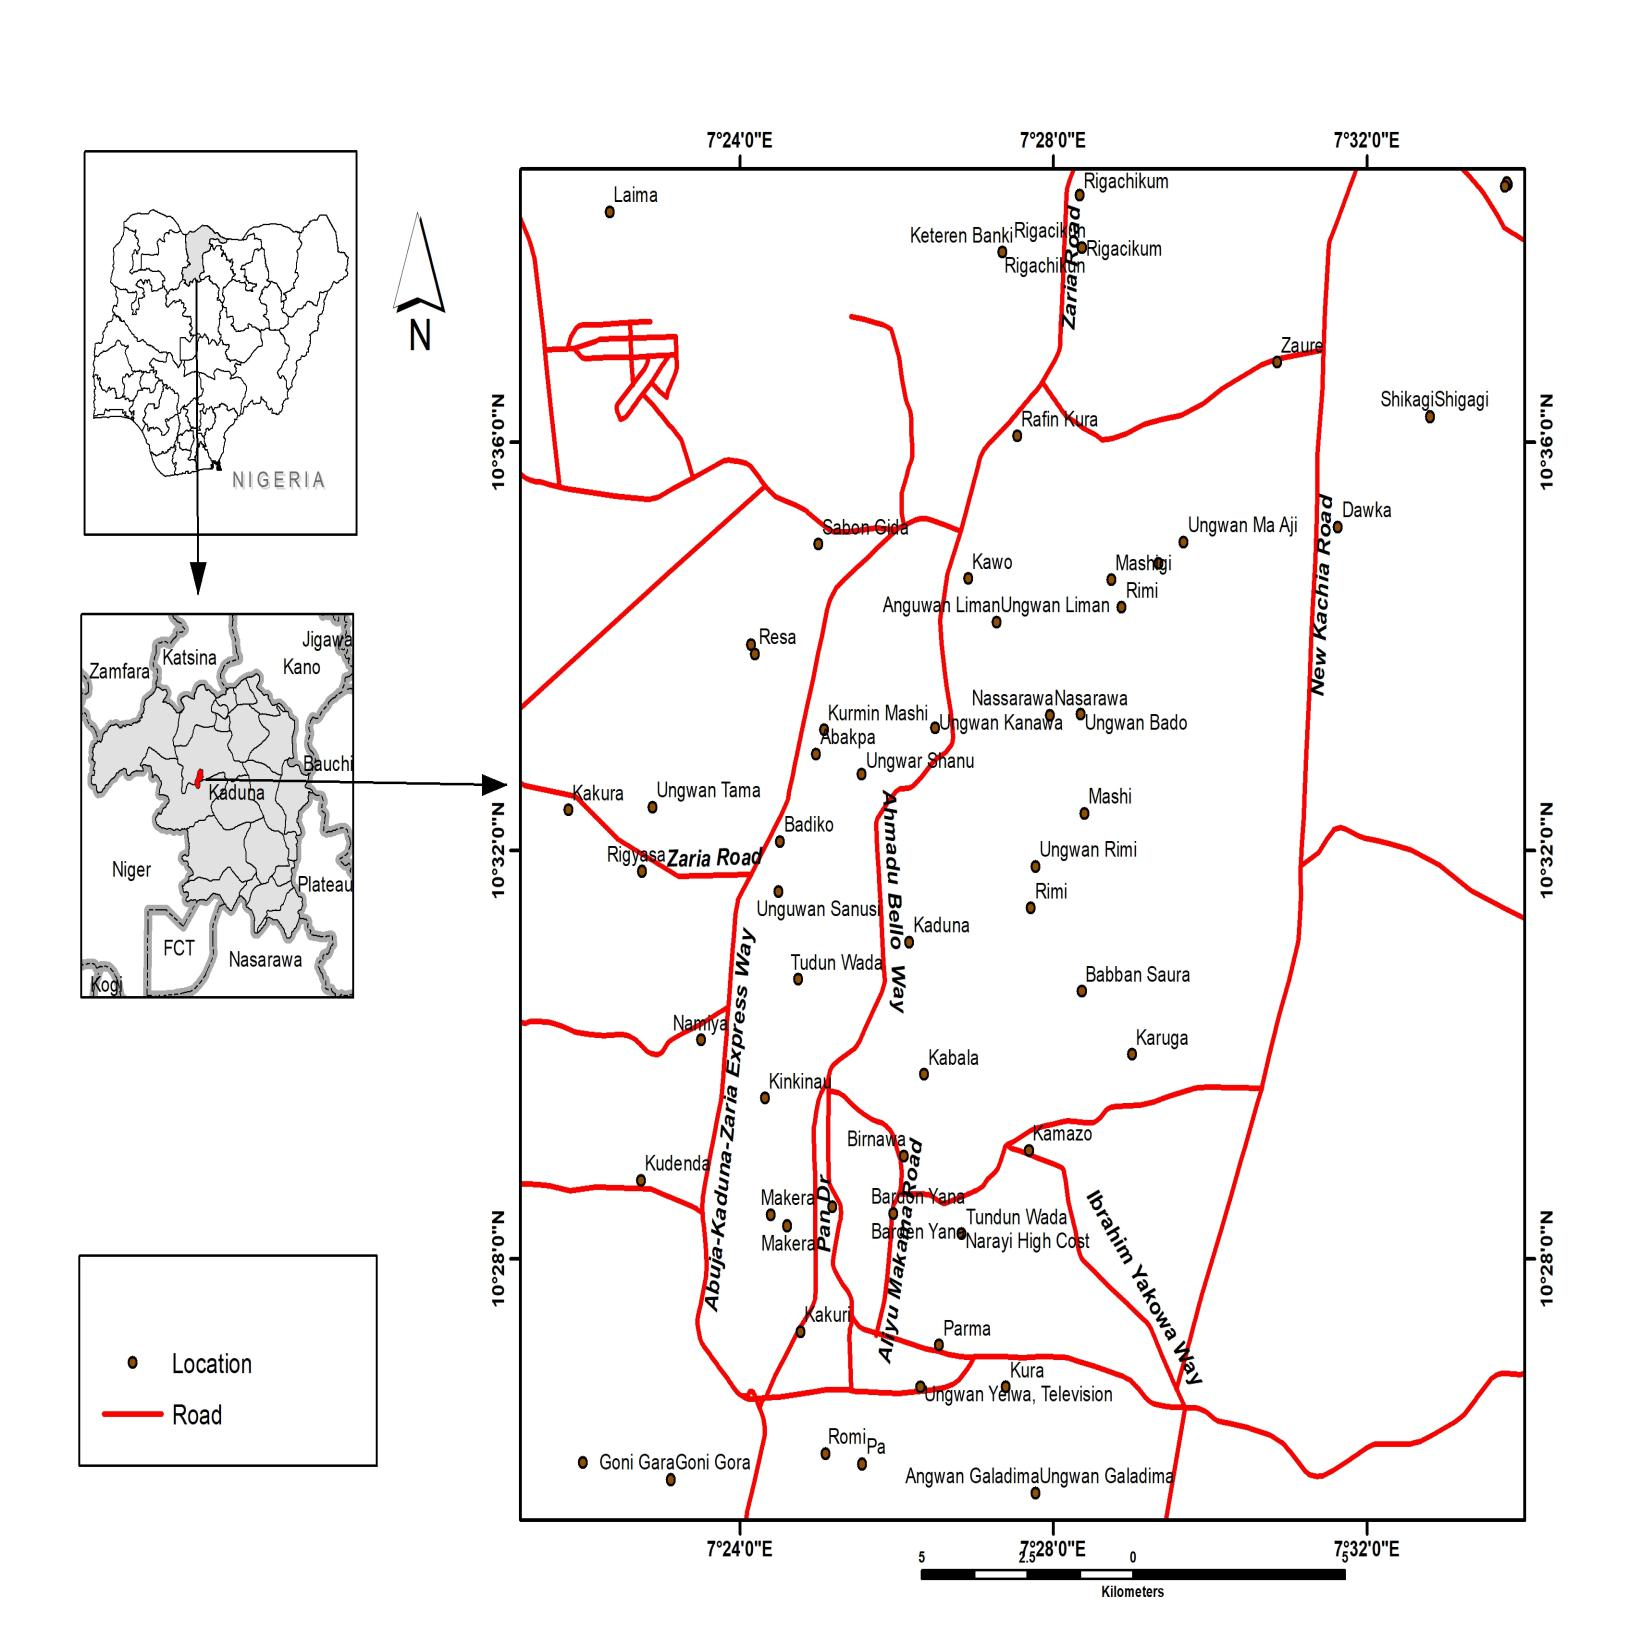 7°24'0"E
7°28'0"E
7°32'0"E
NIGERIA
N
Jigawa
Katsina
Kano
Zamfara
Bauchi
Kaduna
Niger
Plateau
FCT
Nasarawa
Kogi
Location
Road
10°36'0"N
10°32'0"N
10°28'0"N
Rigachikum
Laima
Rigacikun
Keteren Banki
Rigacikum
Rigachikun
Zaria Road
Zaure
ShikagiShigagi
Rafin Kura
Dawka
Ungwan Ma Aji
Sabon Gida
Kawo
Mashigi
Rimi
Anguwan LimanUngwan Liman
New Kachia Road
Resa
NassarawaNasarawa
Kurmin Mashi
Ungwan Kanawa
Ungwan Bado
Abakpa
Ungwar Shanu
Kakura
Ungwan Tama
Mashi
Badiko
Ahmadu Bello Way
Rigyasa
Zaria Road
Ungwan Rimi
Rimi
Unguwan Sanusi
Kaduna
Tudun Wada
Babban Saura
Namiya
Abuja-Kaduna-Zaria Express Way
Karuga
Kabala
Kinkinau
Kamazo
Birnawa
Kudenda
Makera
Pan Dr
Bardon Yana
Aliyu Makama Road
Tundun Wada
Barden Yana
Narayi High Cost
Makera
Ibrahim Yakowa Way
Kakuri
Parma
Kura
Ungwan Yelwa, Television
Romi
Pa
Goni GaraGoni Gora
Angwan GaladimaUngwan Galadima
10°36'0"N
10°32'0"N
10°28'0"N
7°24'0"E
7°28'0"E
7°32'0"E
5
2.5
0
5
Kilometers